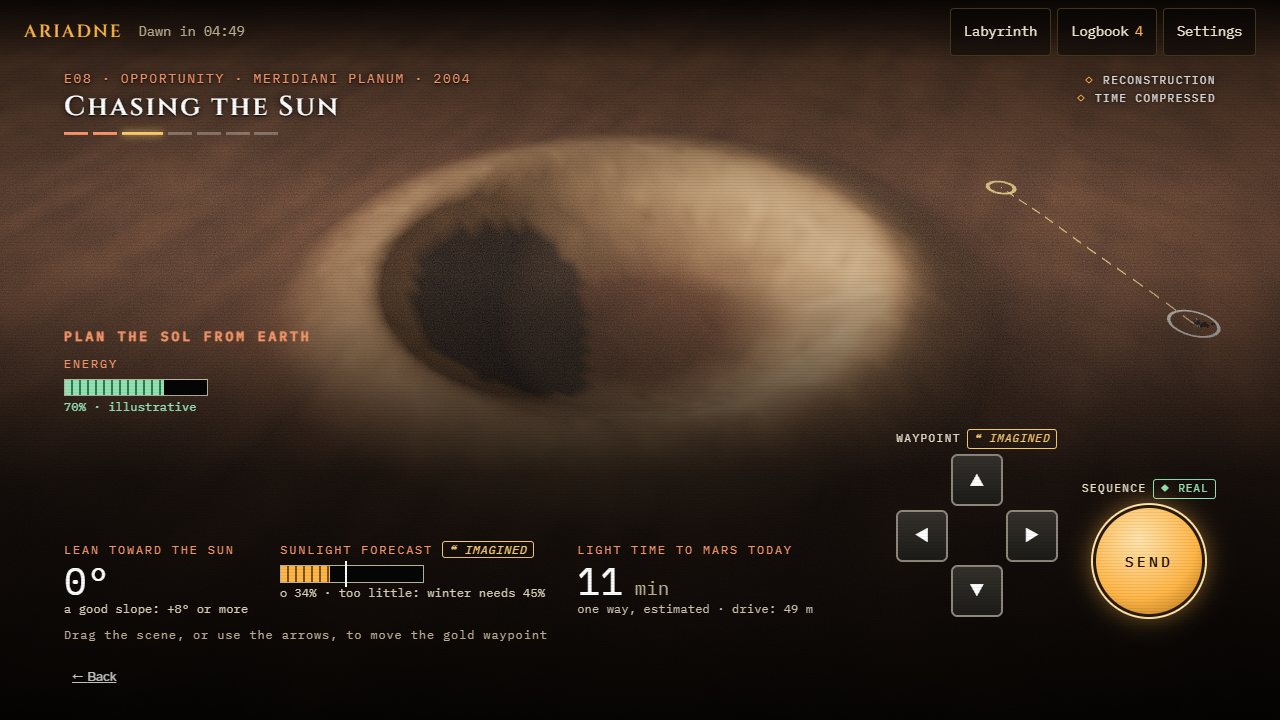 ARIADNE Dawn in 04:49 Labyrinth Logbook 4 Settings
E08 · OPPORTUNITY · MERIDIANI PLANUM · 2004
CHASING THE SUN
◇ RECONSTRUCTION
◇ TIME COMPRESSED
PLAN THE SOL FROM EARTH
ENERGY
70% · illustrative
WAYPOINT ❝ IMAGINED
▲
◀ ▶
▼
SEQUENCE ◆ REAL
SEND
LEAN TOWARD THE SUN
0°
a good slope: +8° or more
SUNLIGHT FORECAST ❝ IMAGINED
o 34% · too little: winter needs 45%
LIGHT TIME TO MARS TODAY
11 min
one way, estimated · drive: 49 m
Drag the scene, or use the arrows, to move the gold waypoint
← Back